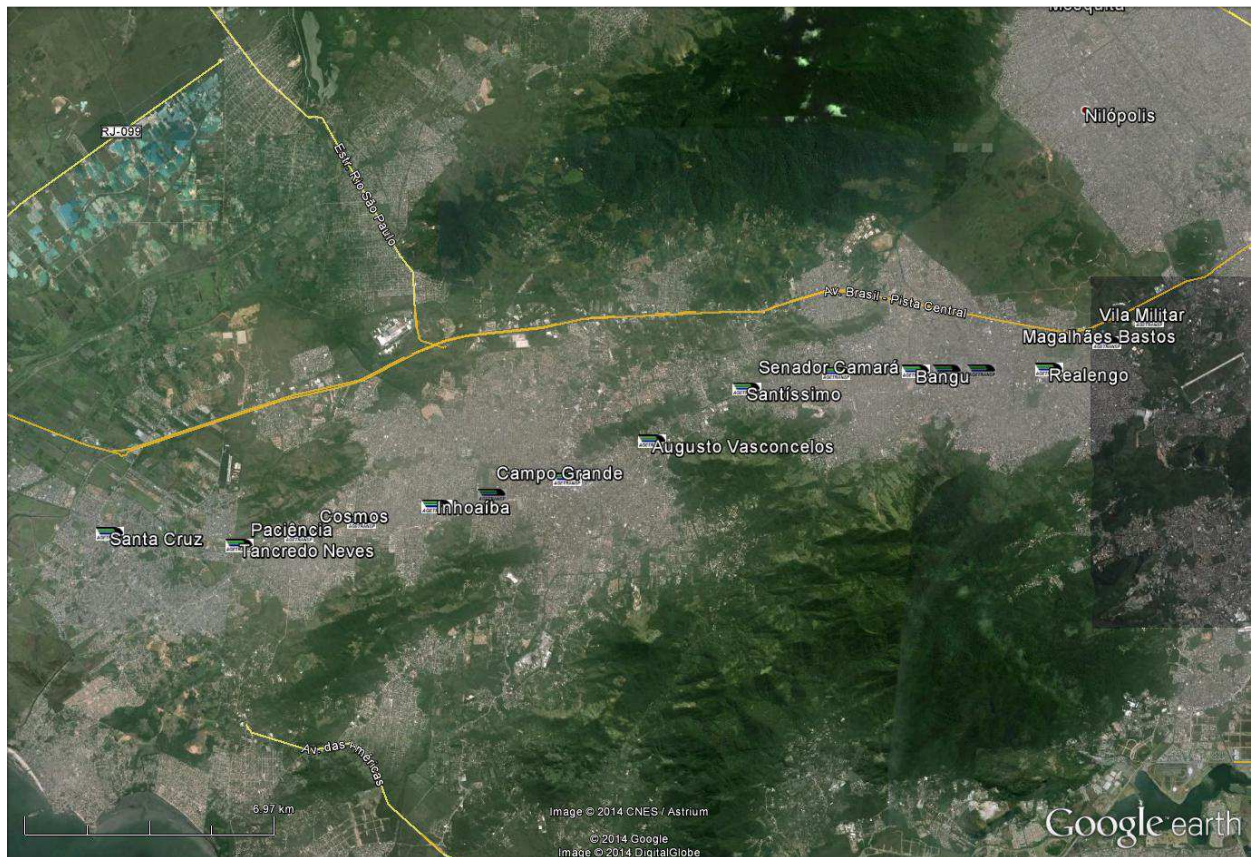 Mesquita
Nilópolis
RJ-099
Estr. Rio São Paulo
Av. Brasil - Pista Central
Vila Militar
Magalhães Bastos
Senador Camará
Bangu
Realengo
Santíssimo
Augusto Vasconcelos
Campo Grande
Inhoaíba
Cosmos
Paciência
Santa Cruz
Tancredo Neves
Av. das Américas
6.97 km
Image © 2014 CNES / Astrium
© 2014 Google
Image © 2014 DigitalGlobe
Google earth